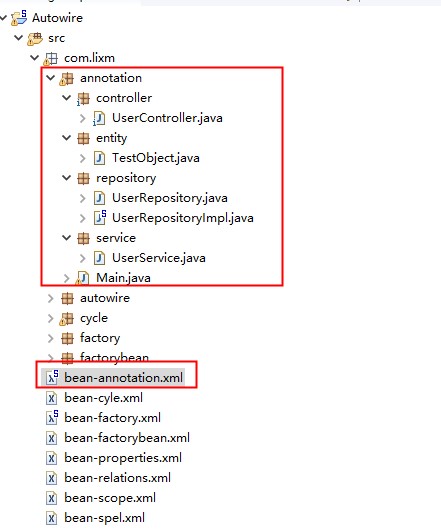 Autowire
src
com.lixm
annotation
controller
UserController.java
entity
TestObject.java
repository
UserRepository.java
UserRepositoryImpl.java
service
UserService.java
Main.java
autowire
cycle
factory
factorybean
bean-annotation.xml
bean-cyle.xml
bean-factory.xml
bean-factorybean.xml
bean-properties.xml
bean-relations.xml
bean-scope.xml
bean-spel.xml